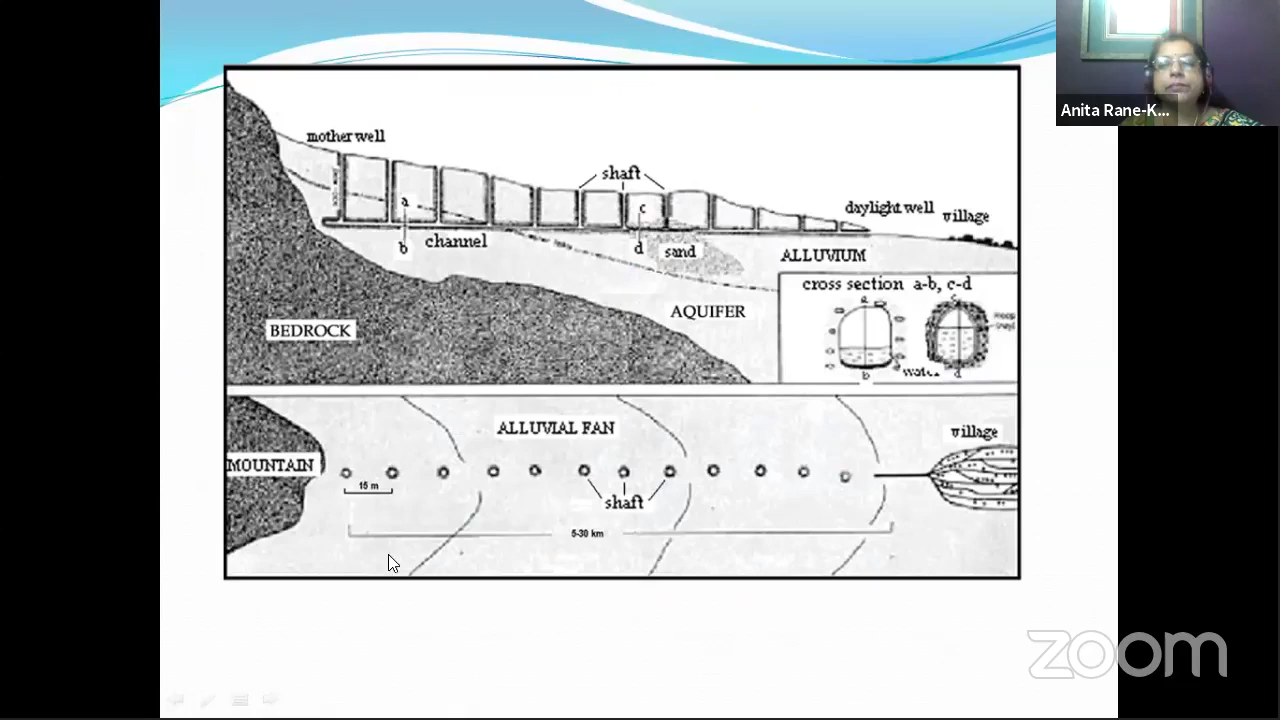 Anita Rane-K...
mother well
shaft
a
c
daylight well
village
b
channel
d
sand
ALLUVIUM
cross section a-b, c-d
AQUIFER
BEDROCK
a
c
b
d
ALLUVIAL FAN
village
MOUNTAIN
15 m
shaft
5-30 km
zoom